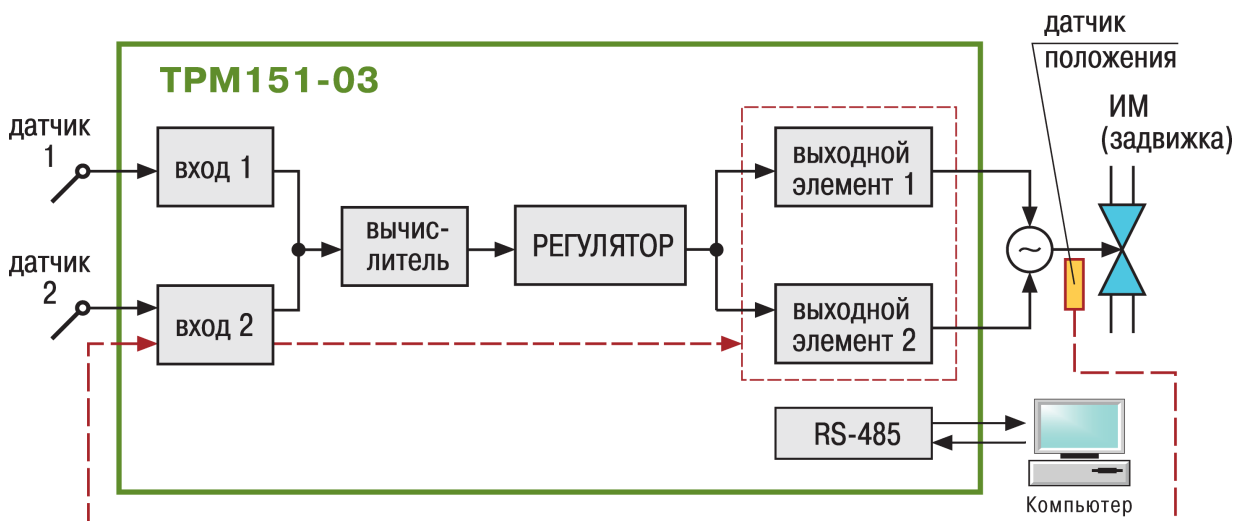 ТРМ151-03
датчик
1
вход 1
датчик
2
вход 2
вычис-
литель
РЕГУЛЯТОР
выходной
элемент 1
выходной
элемент 2
RS-485
датчик
положения
ИМ
(задвижка)
~
Компьютер